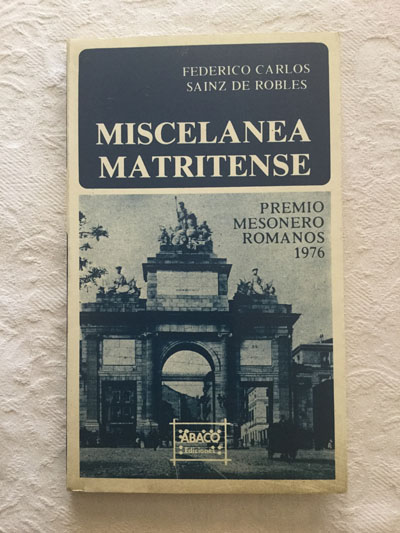 FEDERICO CARLOS
SAINZ DE ROBLES
MISCELANEA
MATRITENSE
PREMIO
MESONERO
ROMANOS
1976
ABACO
Ediciones